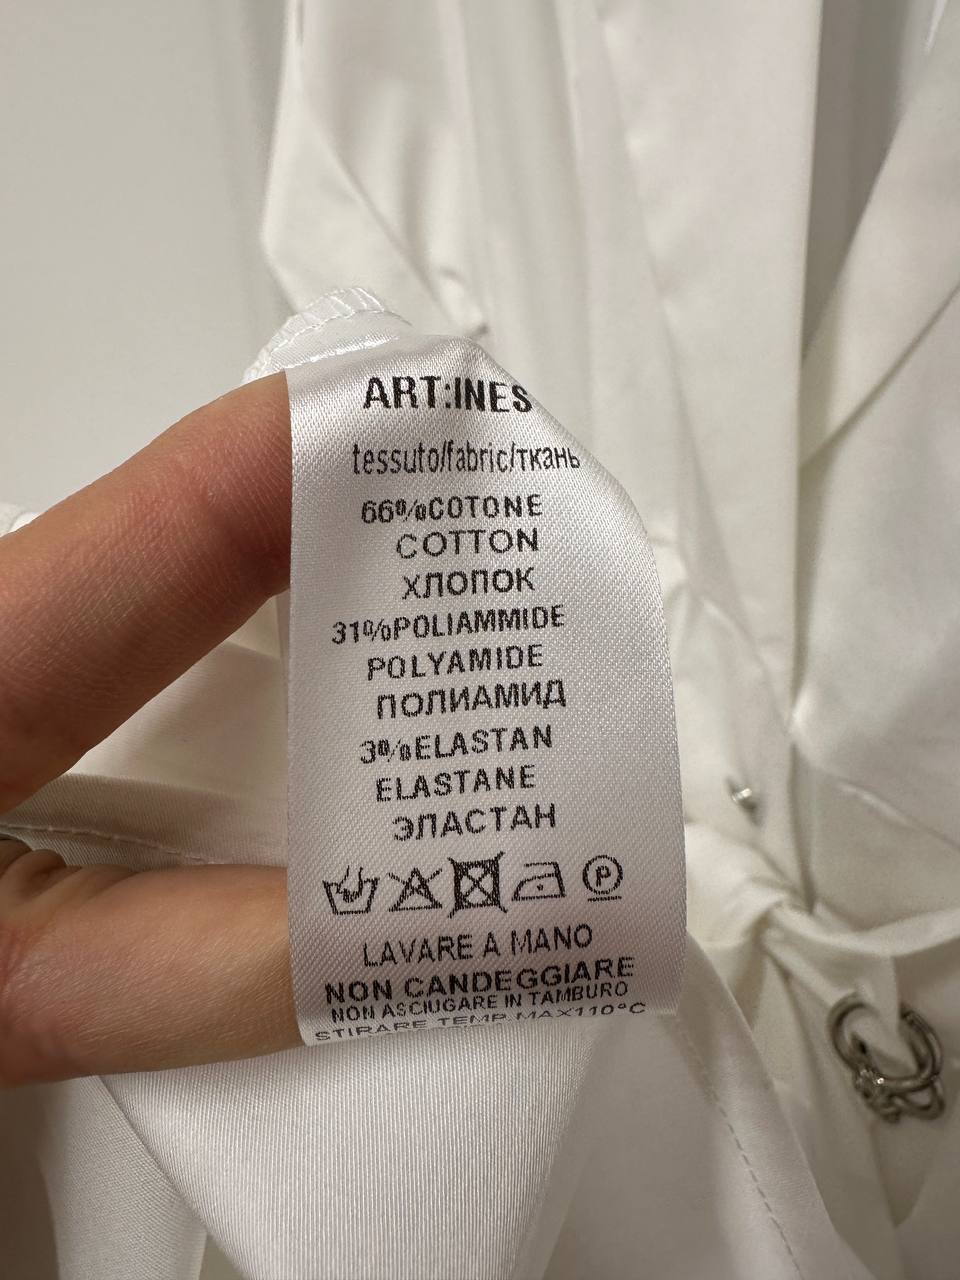 ART:INES
tessuto/fabric/ткань
66%COTONE
COTTON
ХЛОПОК
31%POLIAMMIDE
POLYAMIDE
ПОЛИАМИД
3%ELASTAN
ELASTANE
ЭЛАСТАН
P
LAVARE A MANO
NON CANDEGGIARE
NON ASCIUGARE IN TAMBURO
STIRARE TEMP.MAX110°C